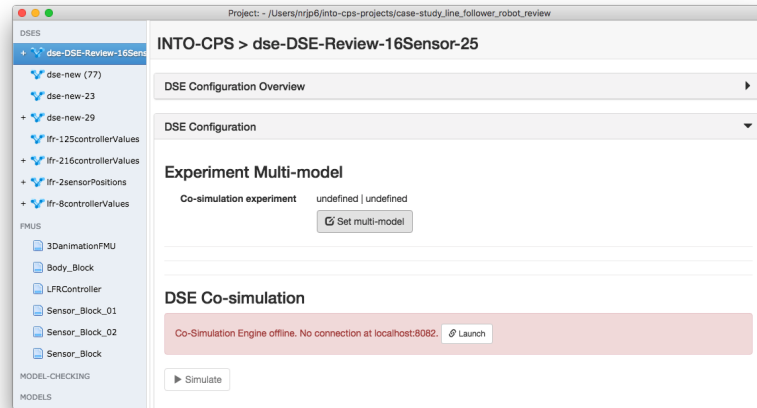 Project: - /Users/nrjp6/into-cps-projects/case-study_line_follower_robot_review
DSES
+ dse-DSE-Review-16Sens
dse-new (77)
dse-new-23
+ dse-new-29
lfr-125controllerValues
+ lfr-216controllerValues
+ lfr-2sensorPositions
+ lfr-8controllerValues
FMUS
3DanimationFMU
Body_Block
LFRController
Sensor_Block_01
Sensor_Block_02
Sensor_Block
MODEL-CHECKING
MODELS
INTO-CPS > dse-DSE-Review-16Sensor-25
DSE Configuration Overview
DSE Configuration
Experiment Multi-model
Co-simulation experiment undefined | undefined
Set multi-model
DSE Co-simulation
Co-Simulation Engine offline. No connection at localhost:8082. Launch
Simulate